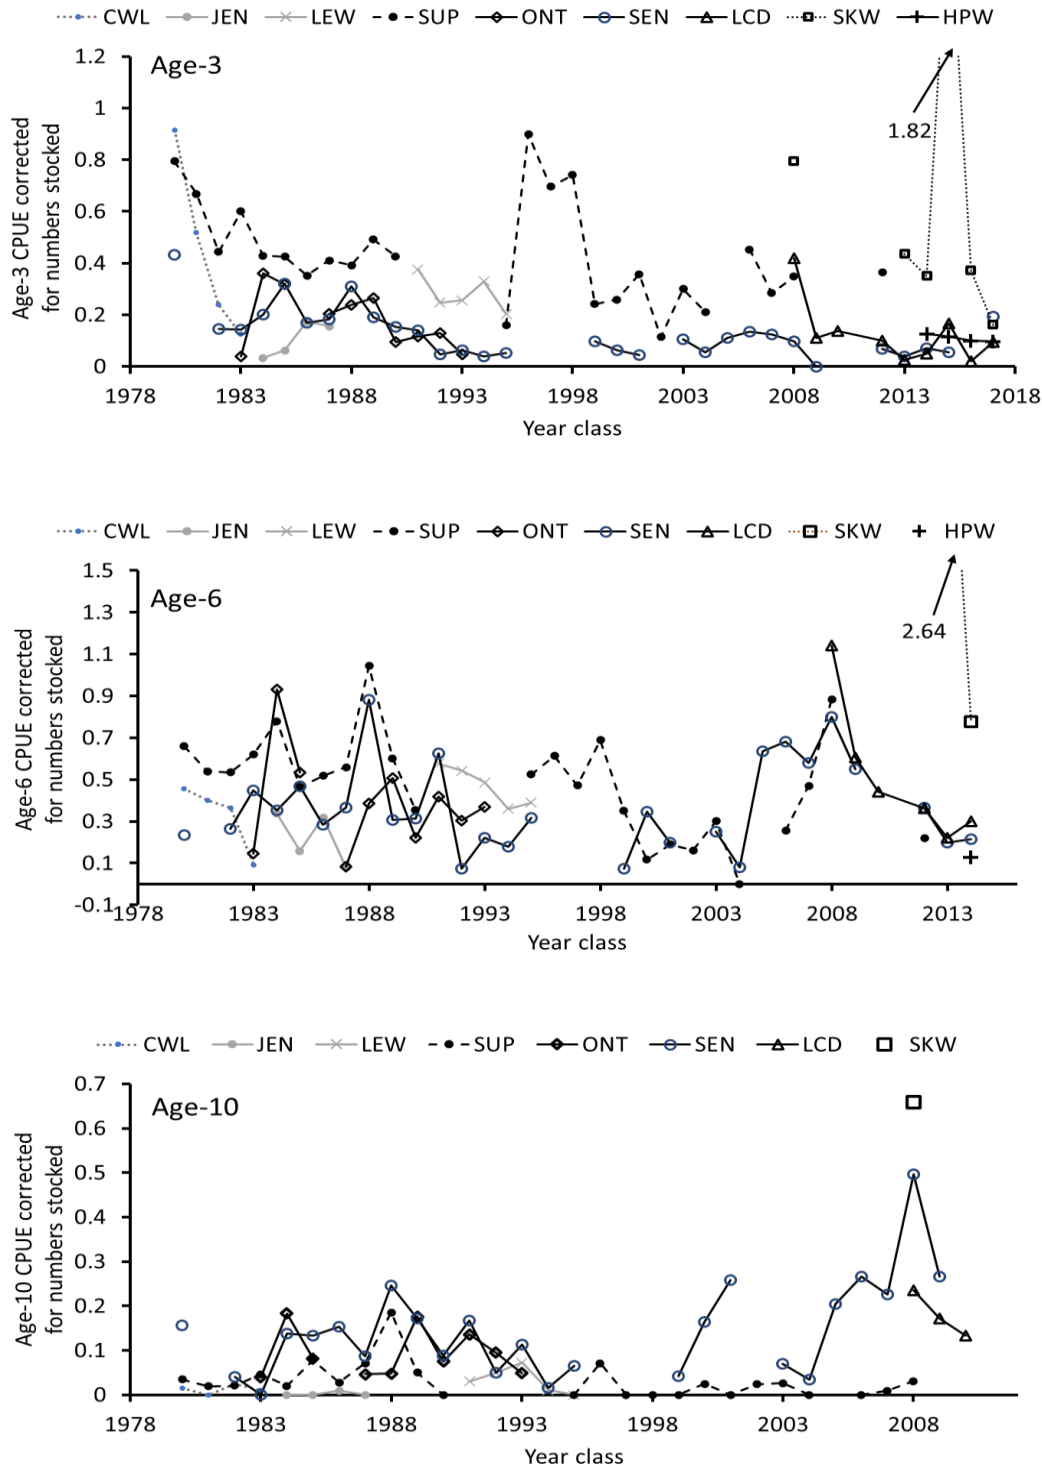 CWL JEN LEW SUP ONT SEN LCD SKW HPW
Age-3
Age-3 CPUE corrected
for numbers stocked
1.2
1
0.8
0.6
0.4
0.2
0
1.82
1978 1983 1988 1993 1998 2003 2008 2013 2018
Year class
CWL JEN LEW SUP ONT SEN LCD SKW HPW
Age-6
Age-6 CPUE corrected
for numbers stocked
1.5
1.3
1.1
0.9
0.7
0.5
0.3
0.1
-0.1
2.64
1978 1983 1988 1993 1998 2003 2008 2013
Year class
CWL JEN LEW SUP ONT SEN LCD SKW
Age-10
Age-10 CPUE corrected
for numbers stocked
0.7
0.6
0.5
0.4
0.3
0.2
0.1
0
1978 1983 1988 1993 1998 2003 2008
Year class